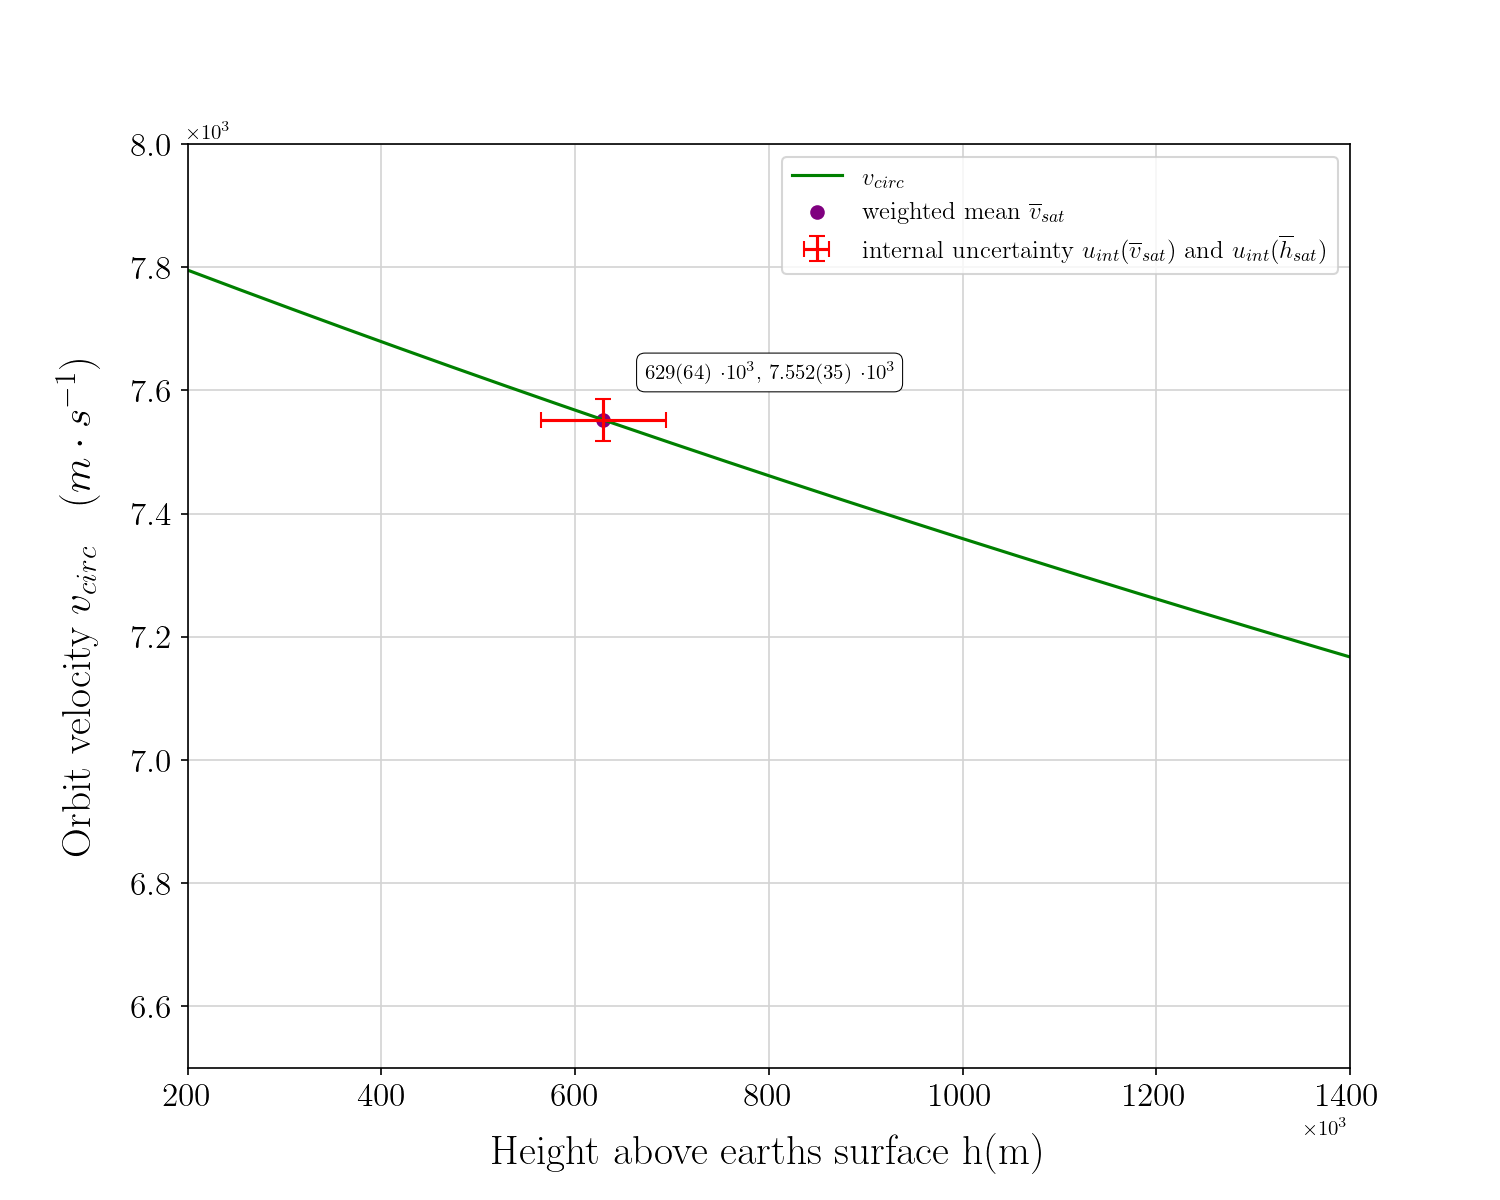 ×10³
8.0
7.8
7.6
7.4
7.2
7.0
6.8
6.6
Orbit velocity v_circ (m · s⁻¹)
v_circ
weighted mean v̅_sat
internal uncertainty u_int(v̅_sat) and u_int(h̅_sat)
629(64) ·10³, 7.552(35) ·10³
200 400 600 800 1000 1200 1400
×10³
Height above earths surface h(m)